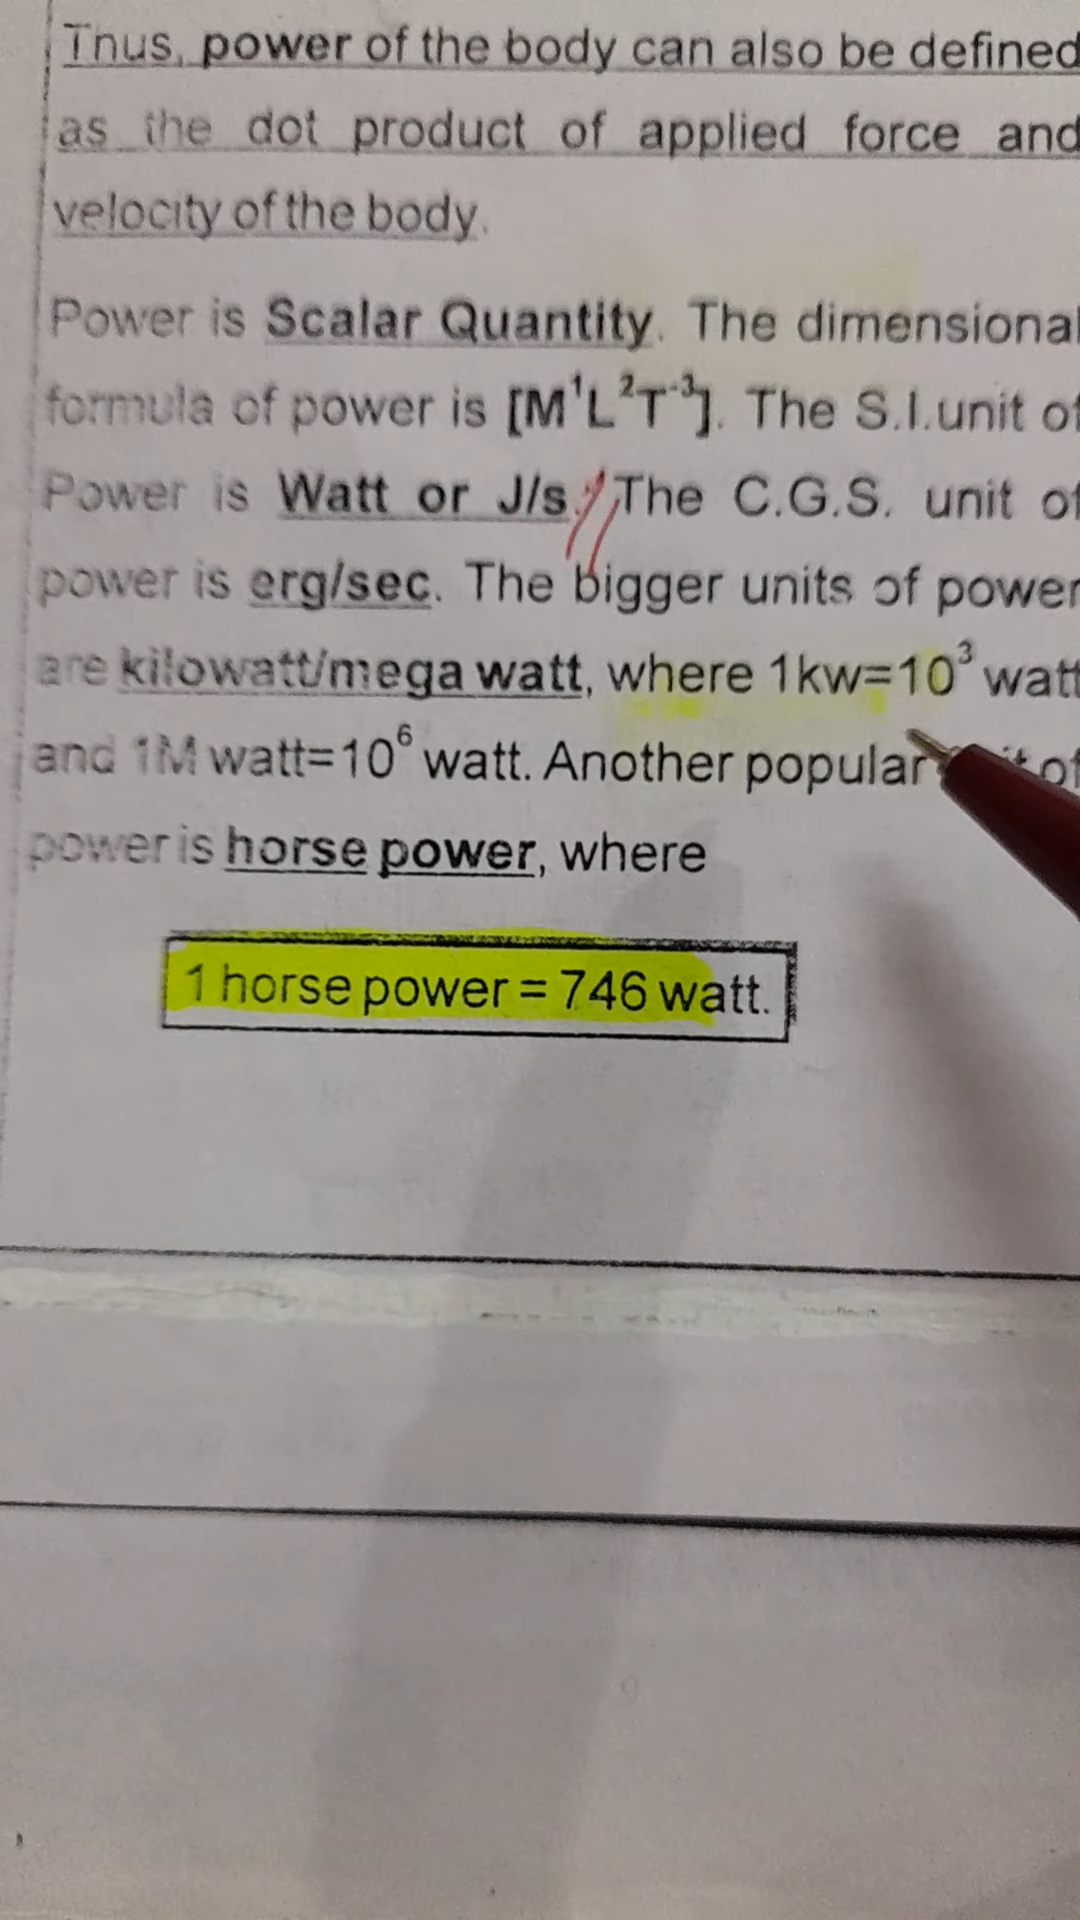 Thus, power of the body can also be defined
as the dot product of applied force and
velocity of the body.
Power is Scalar Quantity. The dimensional
formula of power is [M¹L²T⁻³]. The S.I.unit of
Power is Watt or J/s. The C.G.S. unit of
power is erg/sec. The bigger units of power
are kilowatt/mega watt, where 1kw=10³ watt
and 1M watt=10⁶ watt. Another popular of
power is horse power, where
1 horse power = 746 watt.